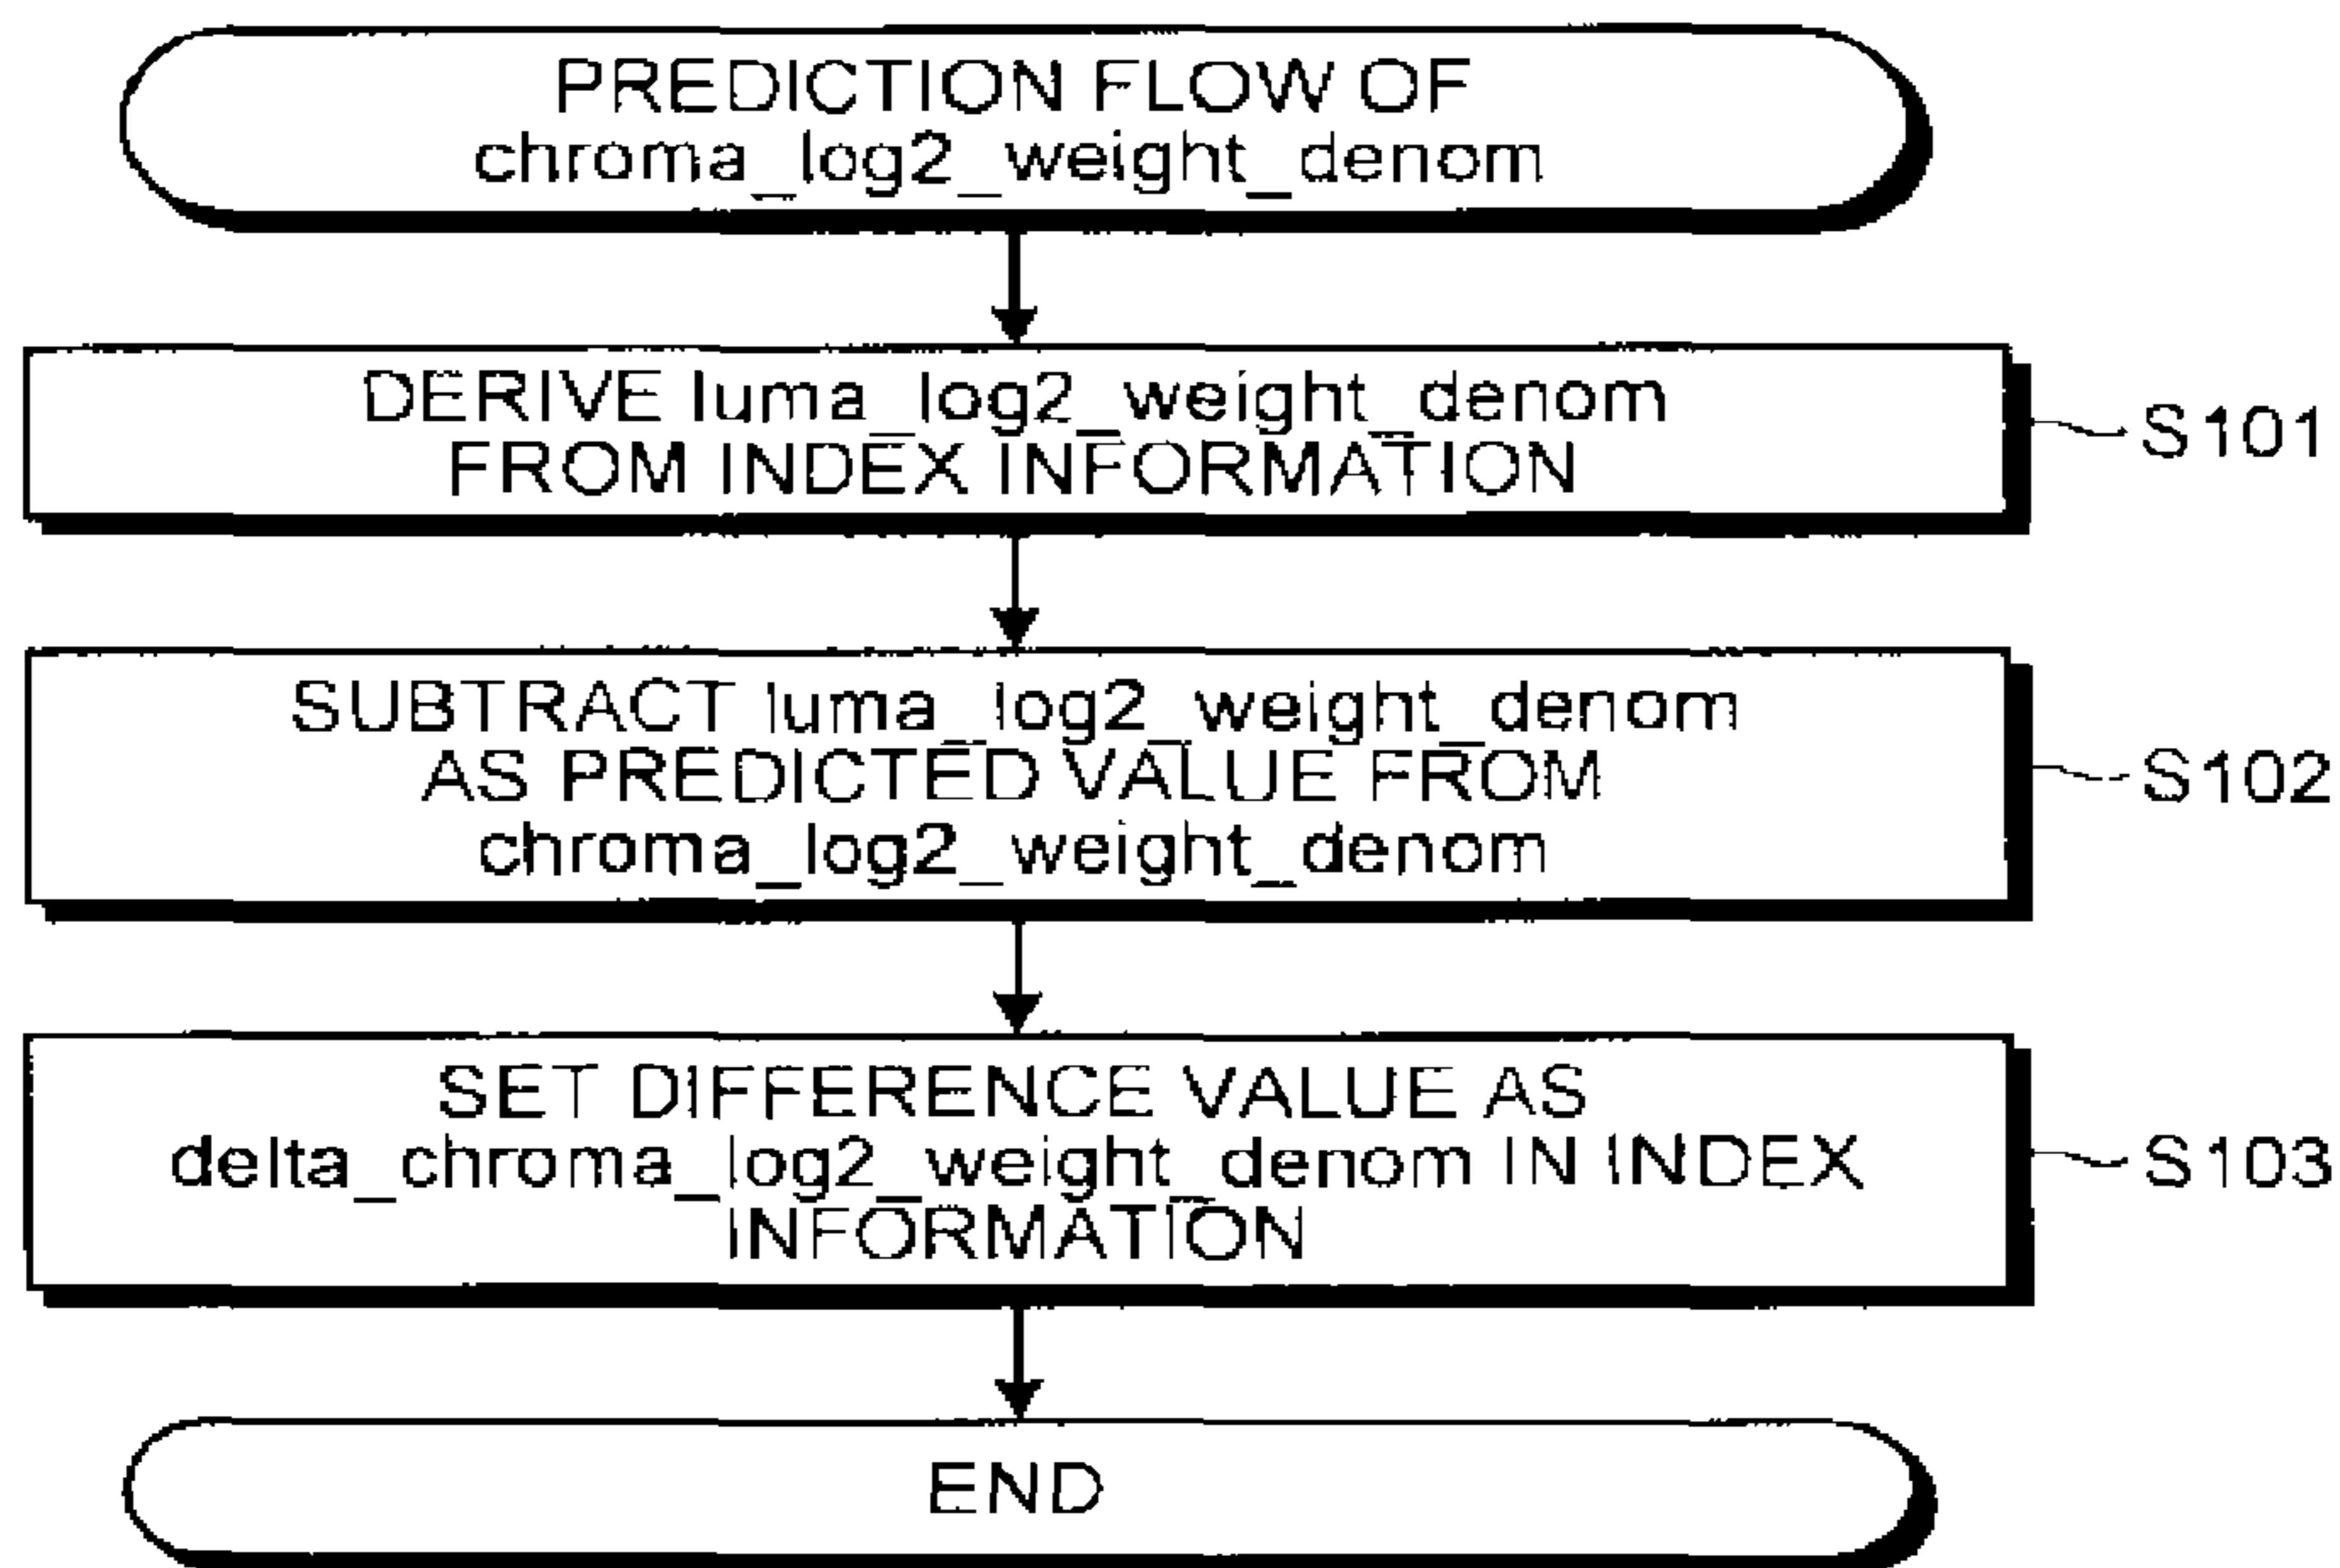 PREDICTION FLOW OF
chroma_log2_weight_denom
DERIVE luma_log2_weight_denom
FROM INDEX INFORMATION
S101
SUBTRACT luma_log2_weight_denom
AS PREDICTED VALUE FROM
chroma_log2_weight_denom
S102
SET DIFFERENCE VALUE AS
delta_chroma_log2_weight_denom IN INDEX
INFORMATION
S103
END